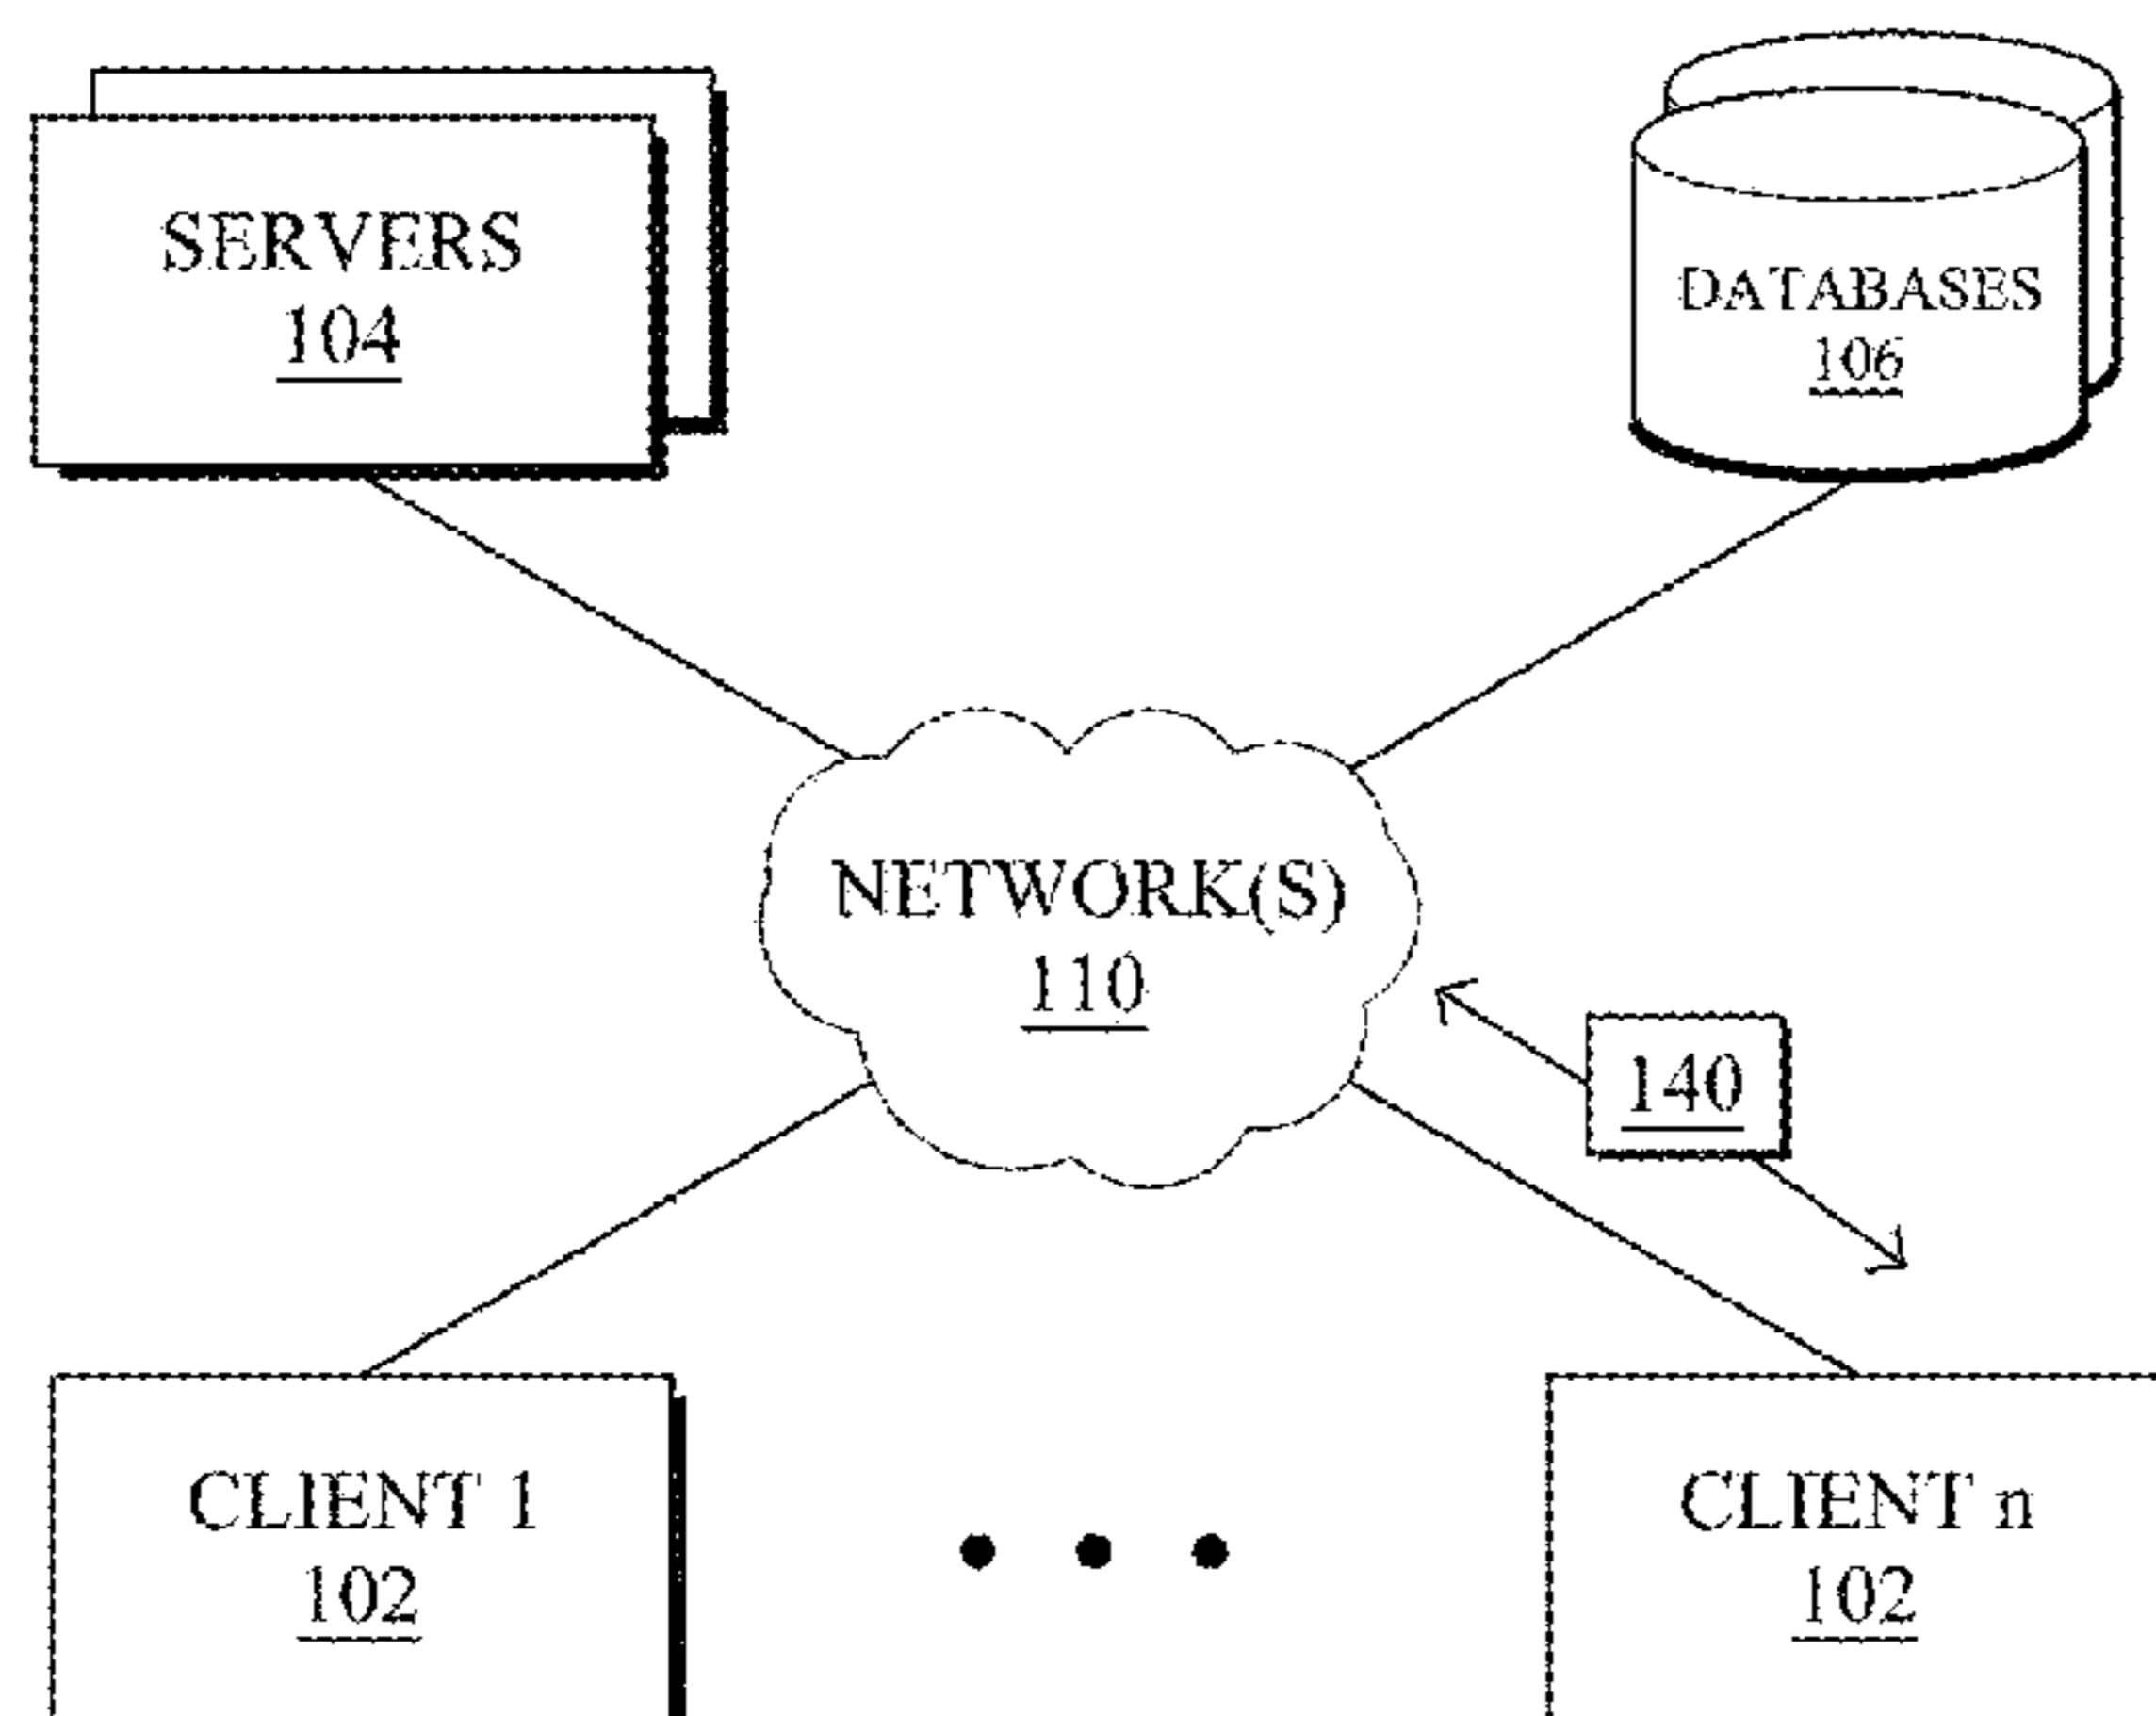 SERVERS
104
DATABASES
106
NETWORK(S)
110
140
CLIENT 1
102
CLIENT n
102